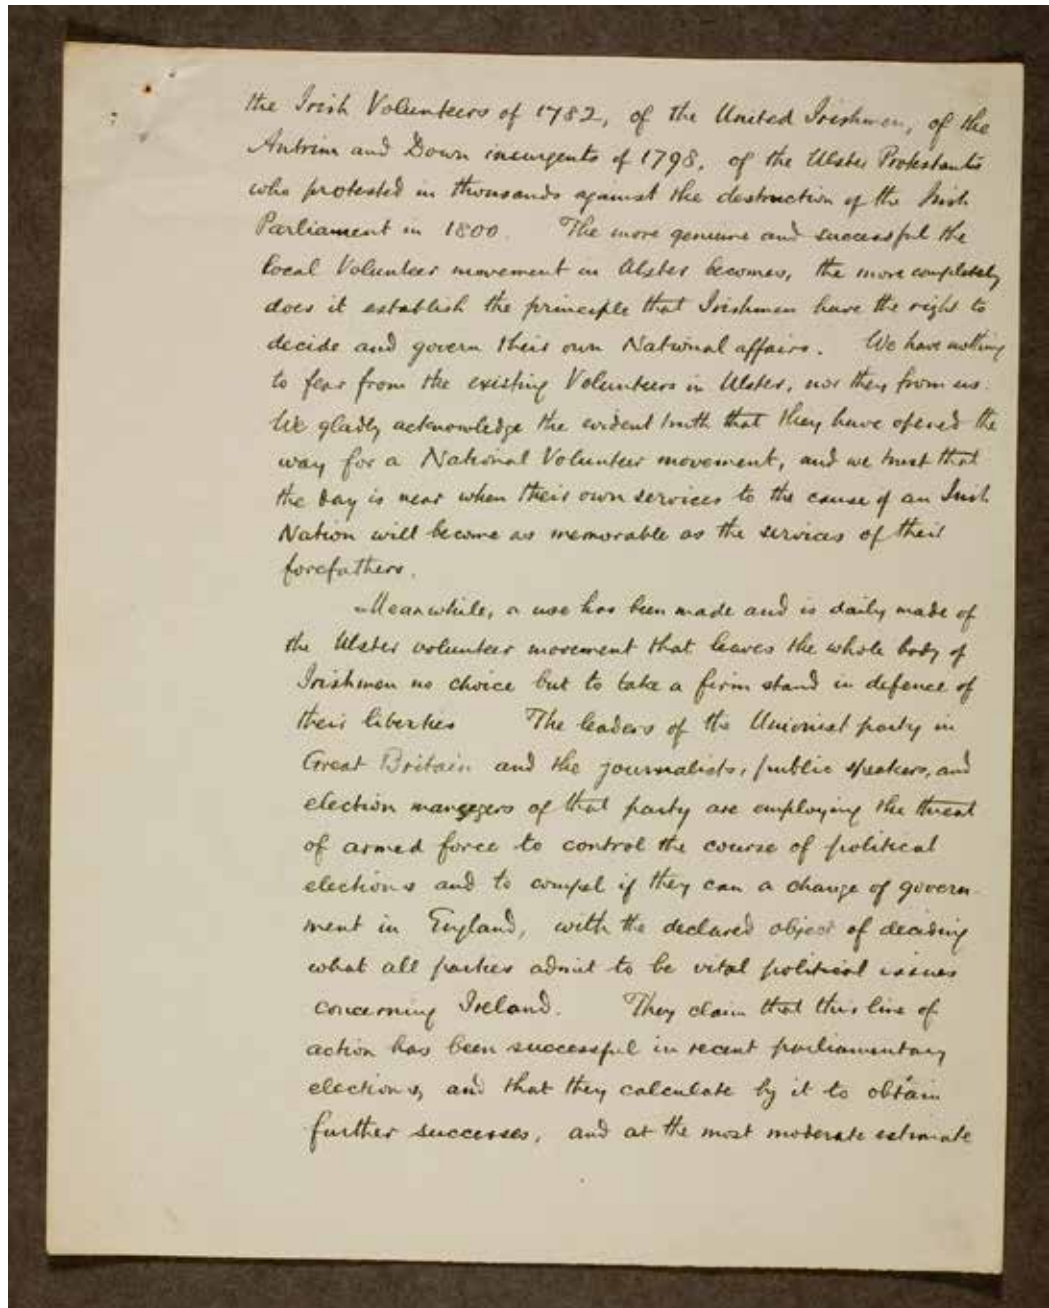 the Irish Volunteers of 1782, of the United Irishmen, of the
Antrim and Down insurgents of 1798, of the Ulster Protestants
who protested in thousands against the destruction of the Irish
Parliament in 1800. The more genuine and successful the
local Volunteer movement in Ulster becomes, the more completely
does it establish the principle that Irishmen have the right to
decide and govern their own National affairs. We have nothing
to fear from the existing Volunteers in Ulster, nor they from us.
We gladly acknowledge the evident truth that they have opened the
way for a National Volunteer movement, and we trust that
the day is near when their own services to the cause of an Irish
Nation will become as memorable as the services of their
forefathers.
Meanwhile, a use has been made and is daily made of
the Ulster volunteer movement that leaves the whole body of
Irishmen no choice but to take a firm stand in defence of
their liberties The leaders of the Unionist party in
Great Britain and the journalists, public speakers, and
election managers of that party are employing the threat
of armed force to control the course of political
elections and to compel if they can a change of govern-
ment in England, with the declared object of deciding
what all parties admit to be vital political issues
concerning Ireland. They claim that this line of
action has been successful in recent parliamentary
elections, and that they calculate by it to obtain
further successes, and at the most moderate estimate